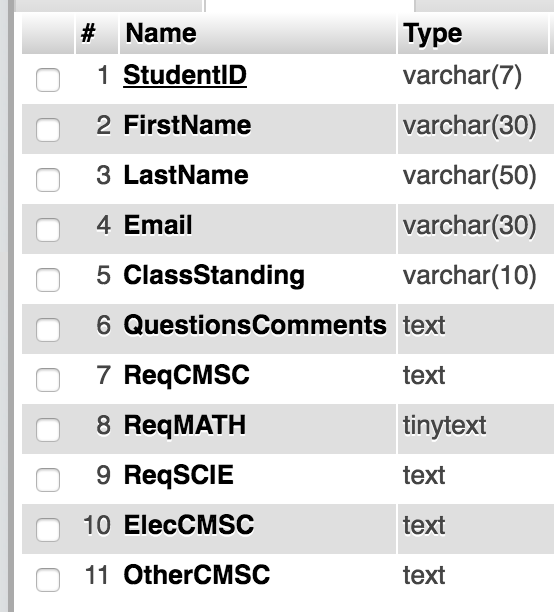 # Name Type
1 StudentID varchar(7)
2 FirstName varchar(30)
3 LastName varchar(50)
4 Email varchar(30)
5 ClassStanding varchar(10)
6 QuestionsComments text
7 ReqCMSC text
8 ReqMATH tinytext
9 ReqSCIE text
10 ElecCMSC text
11 OtherCMSC text